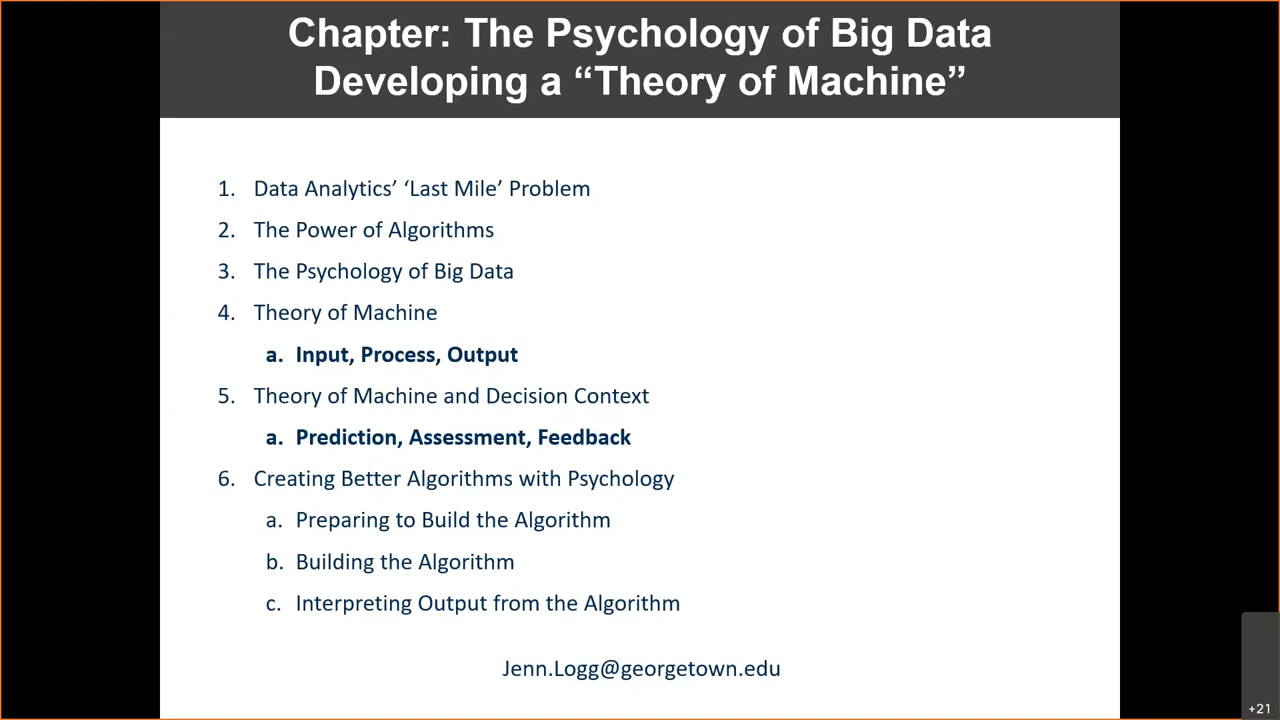 Chapter: The Psychology of Big Data
Developing a “Theory of Machine”
1. Data Analytics’ ‘Last Mile’ Problem
2. The Power of Algorithms
3. The Psychology of Big Data
4. Theory of Machine
a. Input, Process, Output
5. Theory of Machine and Decision Context
a. Prediction, Assessment, Feedback
6. Creating Better Algorithms with Psychology
a. Preparing to Build the Algorithm
b. Building the Algorithm
c. Interpreting Output from the Algorithm
Jenn.Logg@georgetown.edu
+21